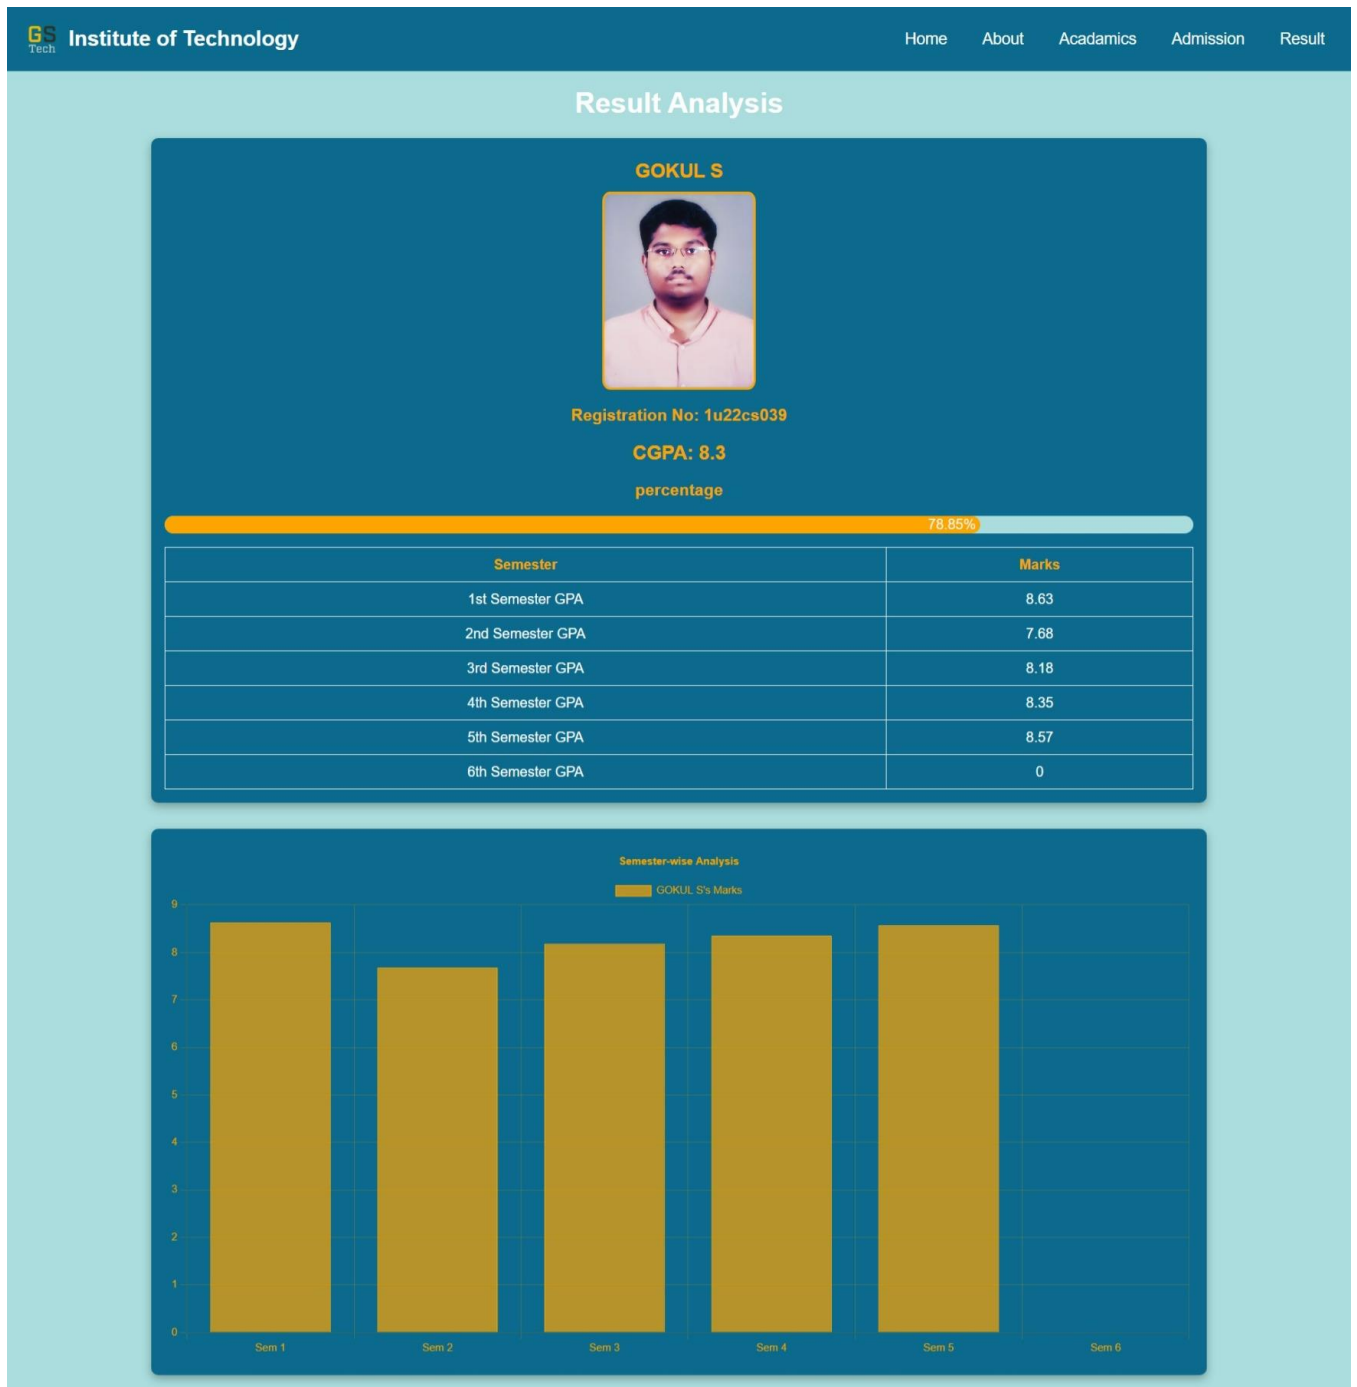 GS
Tech
Institute of Technology
Home About Acadamics Admission Result
Result Analysis
GOKUL S
Registration No: 1u22cs039
CGPA: 8.3
percentage
78.85%
Semester Marks
1st Semester GPA 8.63
2nd Semester GPA 7.68
3rd Semester GPA 8.18
4th Semester GPA 8.35
5th Semester GPA 8.57
6th Semester GPA 0
Semester-wise Analysis
GOKUL S's Marks
9
8
7
6
5
4
3
2
1
0
Sem 1 Sem 2 Sem 3 Sem 4 Sem 5 Sem 6